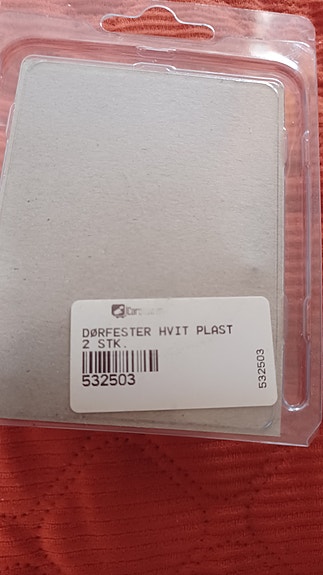 DØRFESTER HVIT PLAST
2 STK.
532503
532503